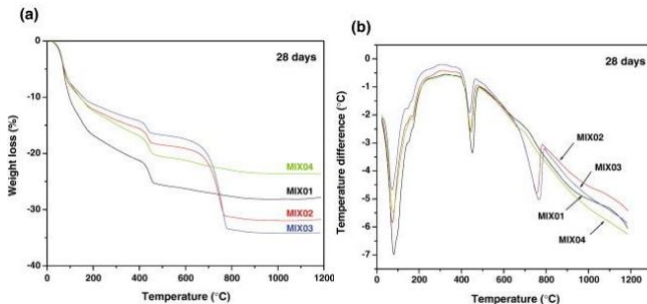 (a)
28 days
0
-10
-20
-30
-40
Weight loss (%)
MIX04
MIX01
MIX02
MIX03
0 200 400 600 800 1000 1200
Temperature (°C)
(b)
28 days
0
-1
-2
-3
-4
-5
-6
-7
Temperature difference (°C)
MIX02
MIX03
MIX01
MIX04
0 200 400 600 800 1000 1200
Temperature (°C)